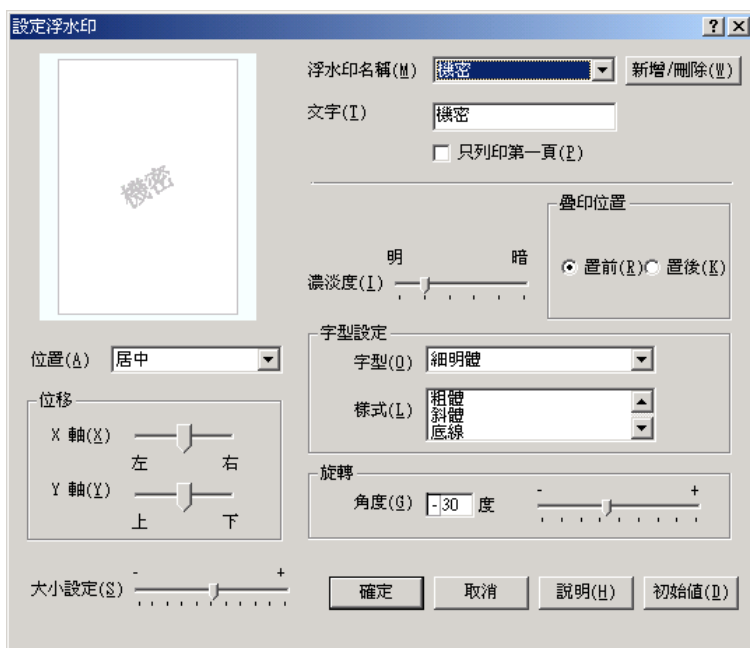 設定浮水印
浮水印名稱(M) 機密 新增/刪除(W)
文字(T) 機密
只列印第一頁(P)
機密
疊印位置
明 暗
濃淡度(I)
置前(R) 置後(K)
位置(A) 居中
字型設定
字型(O) 細明體
樣式(L) 粗體
斜體
底線
位移
X 軸(X)
左 右
Y 軸(Y)
上 下
旋轉
角度(G) -30 度 - +
大小設定(S) - +
確定 取消 說明(H) 初始值(D)